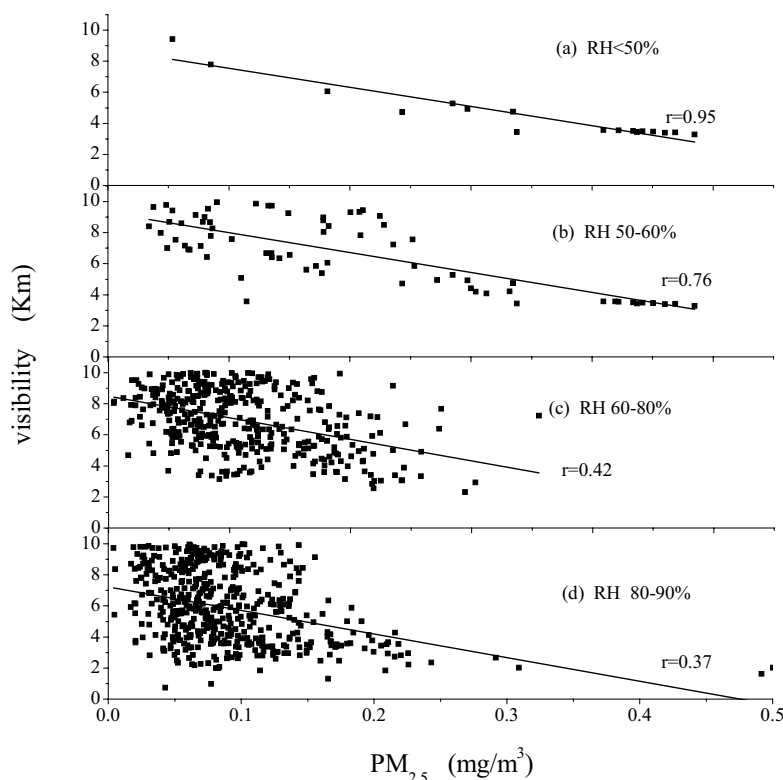 10
8
6
4
2
0
(a) RH<50%
r=0.95
10
8
6
4
2
0
(b) RH 50-60%
r=0.76
10
8
6
4
2
0
(c) RH 60-80%
r=0.42
10
8
6
4
2
0
(d) RH 80-90%
r=0.37
0.0 0.1 0.2 0.3 0.4 0.5
visibility (Km)
PM2.5 (mg/m3)